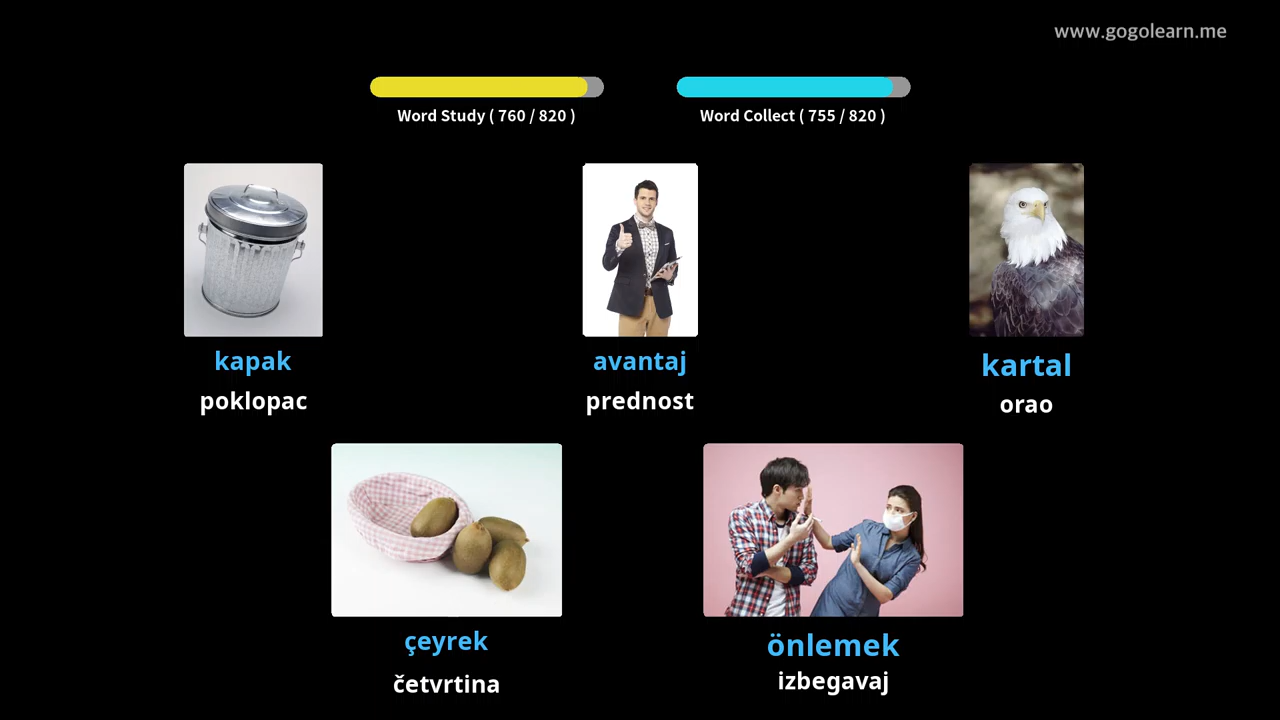 www.gogolearn.me
Word Study ( 760 / 820 )
Word Collect ( 755 / 820 )
kapak
avantaj
kartal
poklopac
prednost
orao
çeyrek
önlemek
četvrtina
izbegavaj